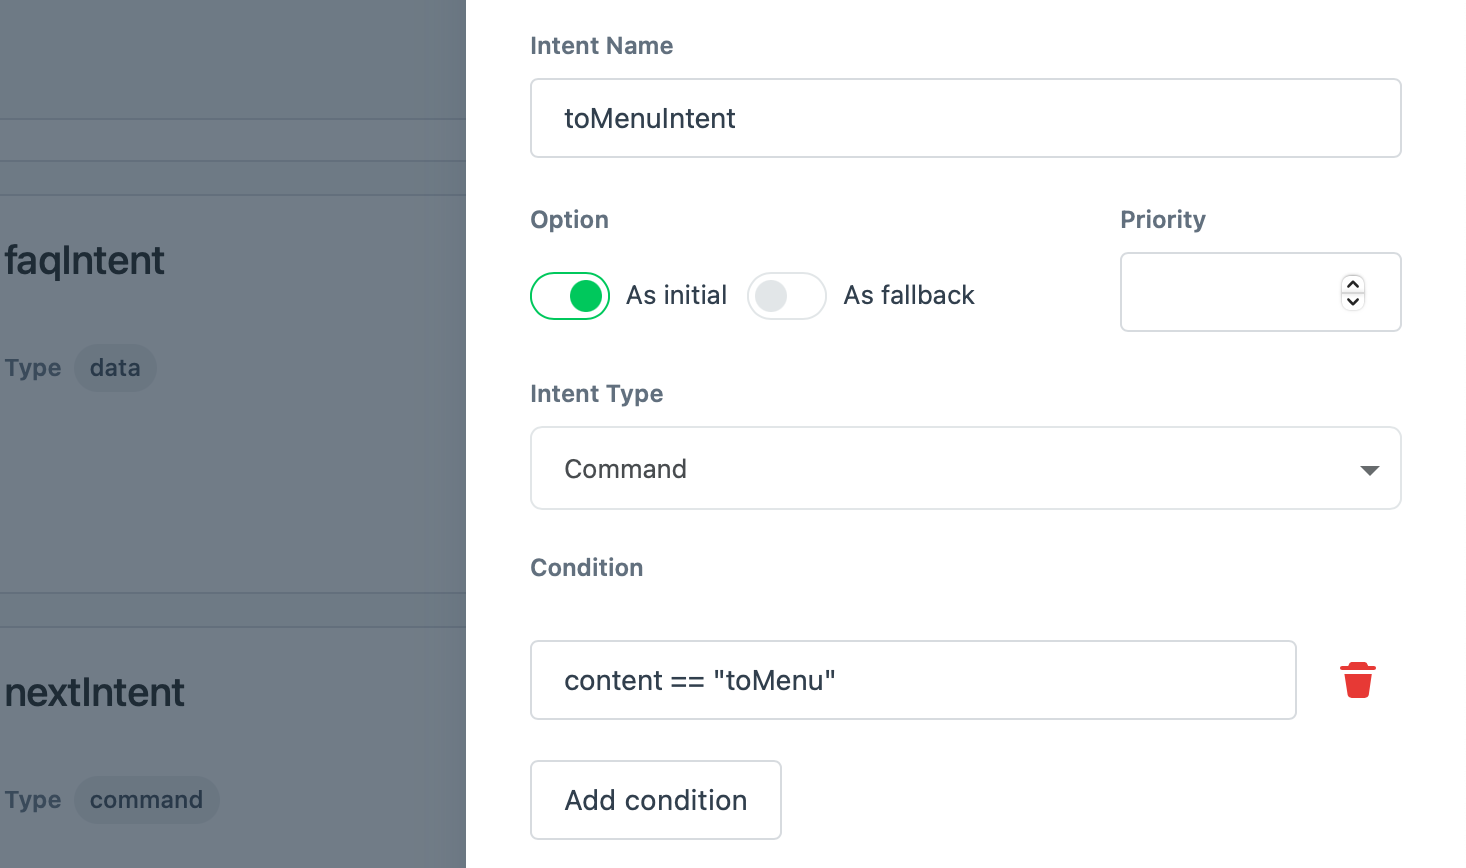 Intent Name
toMenuIntent
Option
Priority
As initial
As fallback
Intent Type
Command
Condition
content == "toMenu"
Add condition
faqIntent
Type data
nextIntent
Type command